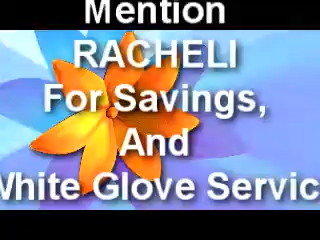 Mention
RACHELI
For Savings,
And
White Glove Servic